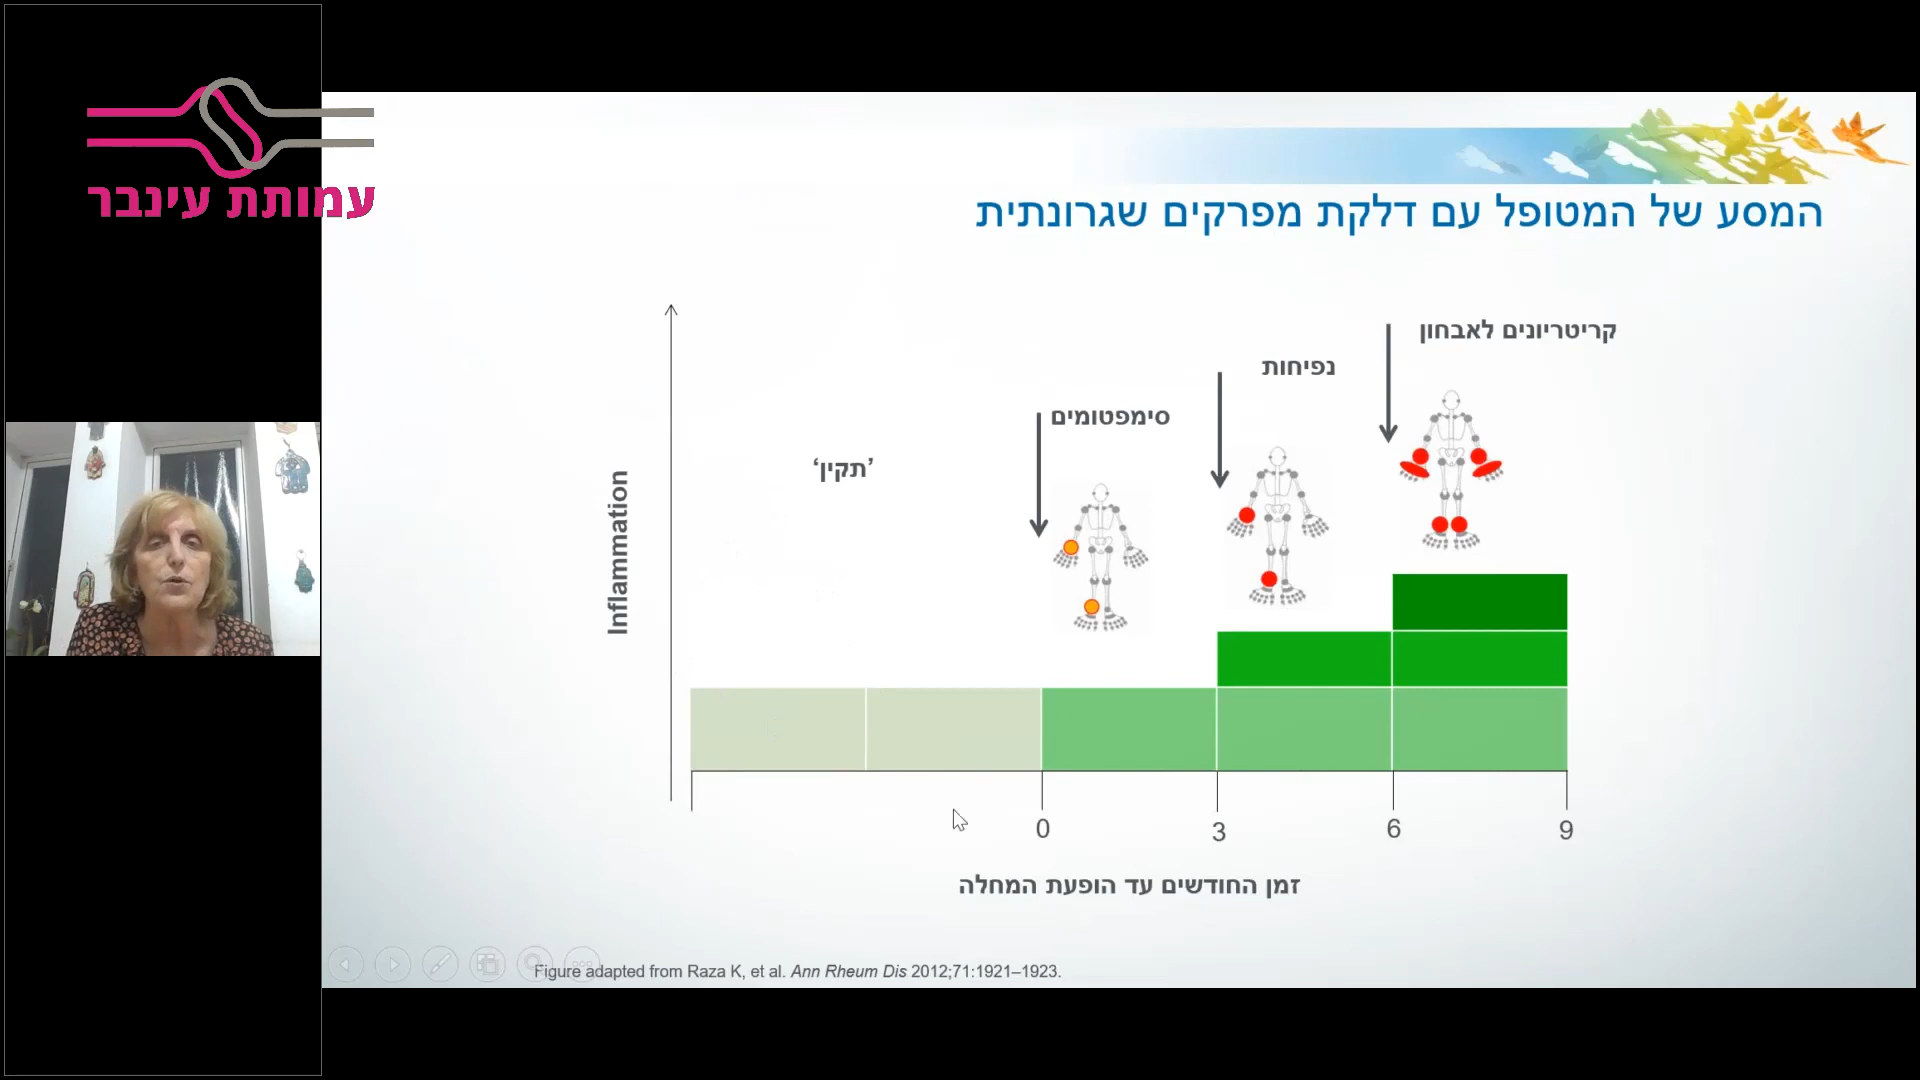 עמותת עינבר
המסע של המטופל עם דלקת מפרקים שגרונתית
קריטריונים לאבחון
נפיחות
סימפטומים
'תקין'
Inflammation
0 3 6 9
זמן החודשים עד הופעת המחלה
Figure adapted from Raza K, et al. Ann Rheum Dis 2012;71:1921–1923.